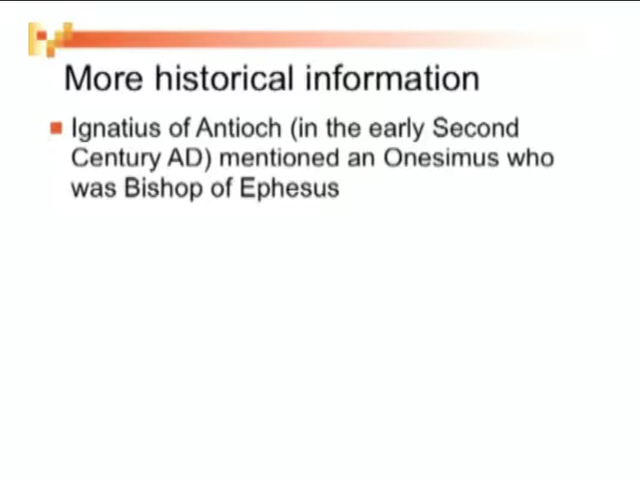 More historical information
Ignatius of Antioch (in the early Second
Century AD) mentioned an Onesimus who
was Bishop of Ephesus